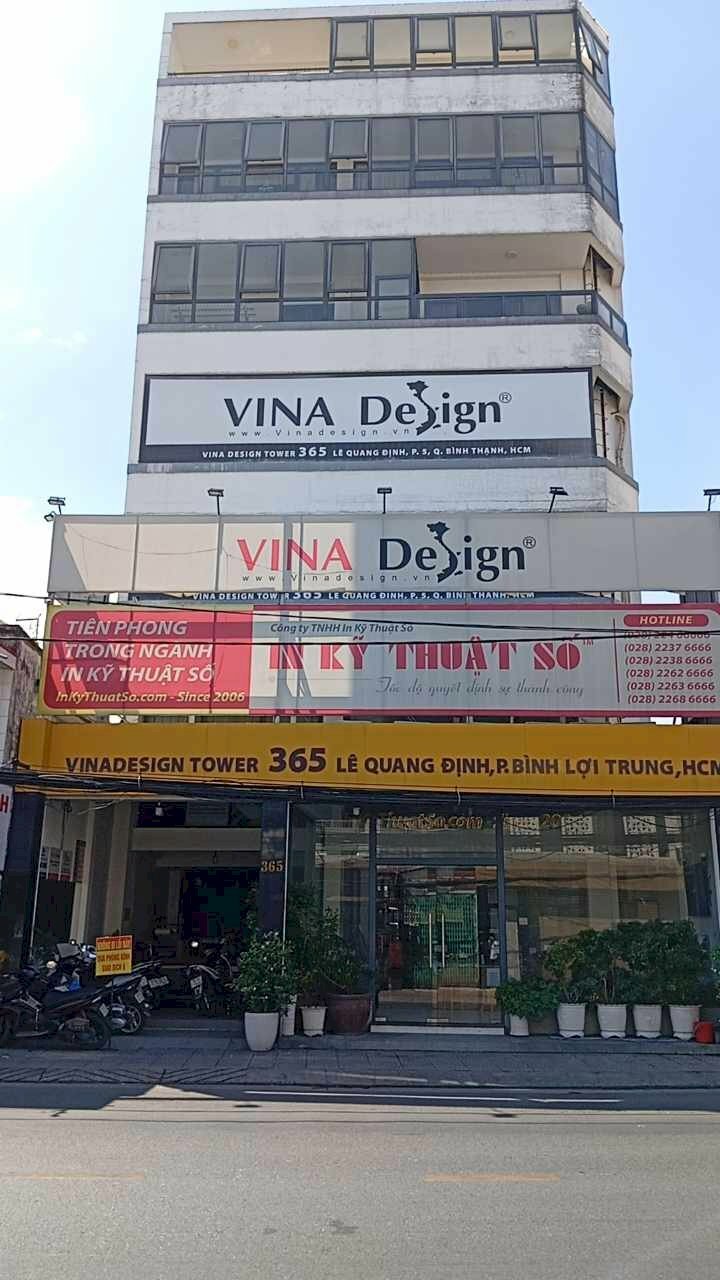 VINA Design®
www.Vinadesign.vn
VINA DESIGN TOWER 365 LÊ QUANG ĐỊNH, P. 5, Q. BÌNH THẠNH, HCM
VINA Design®
www.Vinadesign.vn
VINA DESIGN TOWER 365 LÊ QUANG ĐỊNH, P. 5, Q. BÌNH THẠNH, HCM
TIÊN PHONG
TRONG NGÀNH
IN KỸ THUẬT SỐ
InKyThuatSo.com - Since 2006
Công ty TNHH In Kỹ Thuật Số
IN KỸ THUẬT SỐ™
Tốc độ quyết định sự thành công
HOTLINE
(028) 2237 6666
(028) 2238 6666
(028) 2262 6666
(028) 2263 6666
(028) 2268 6666
VINADESIGN TOWER 365 LÊ QUANG ĐỊNH,P.BÌNH LỢI TRUNG,HCM
365